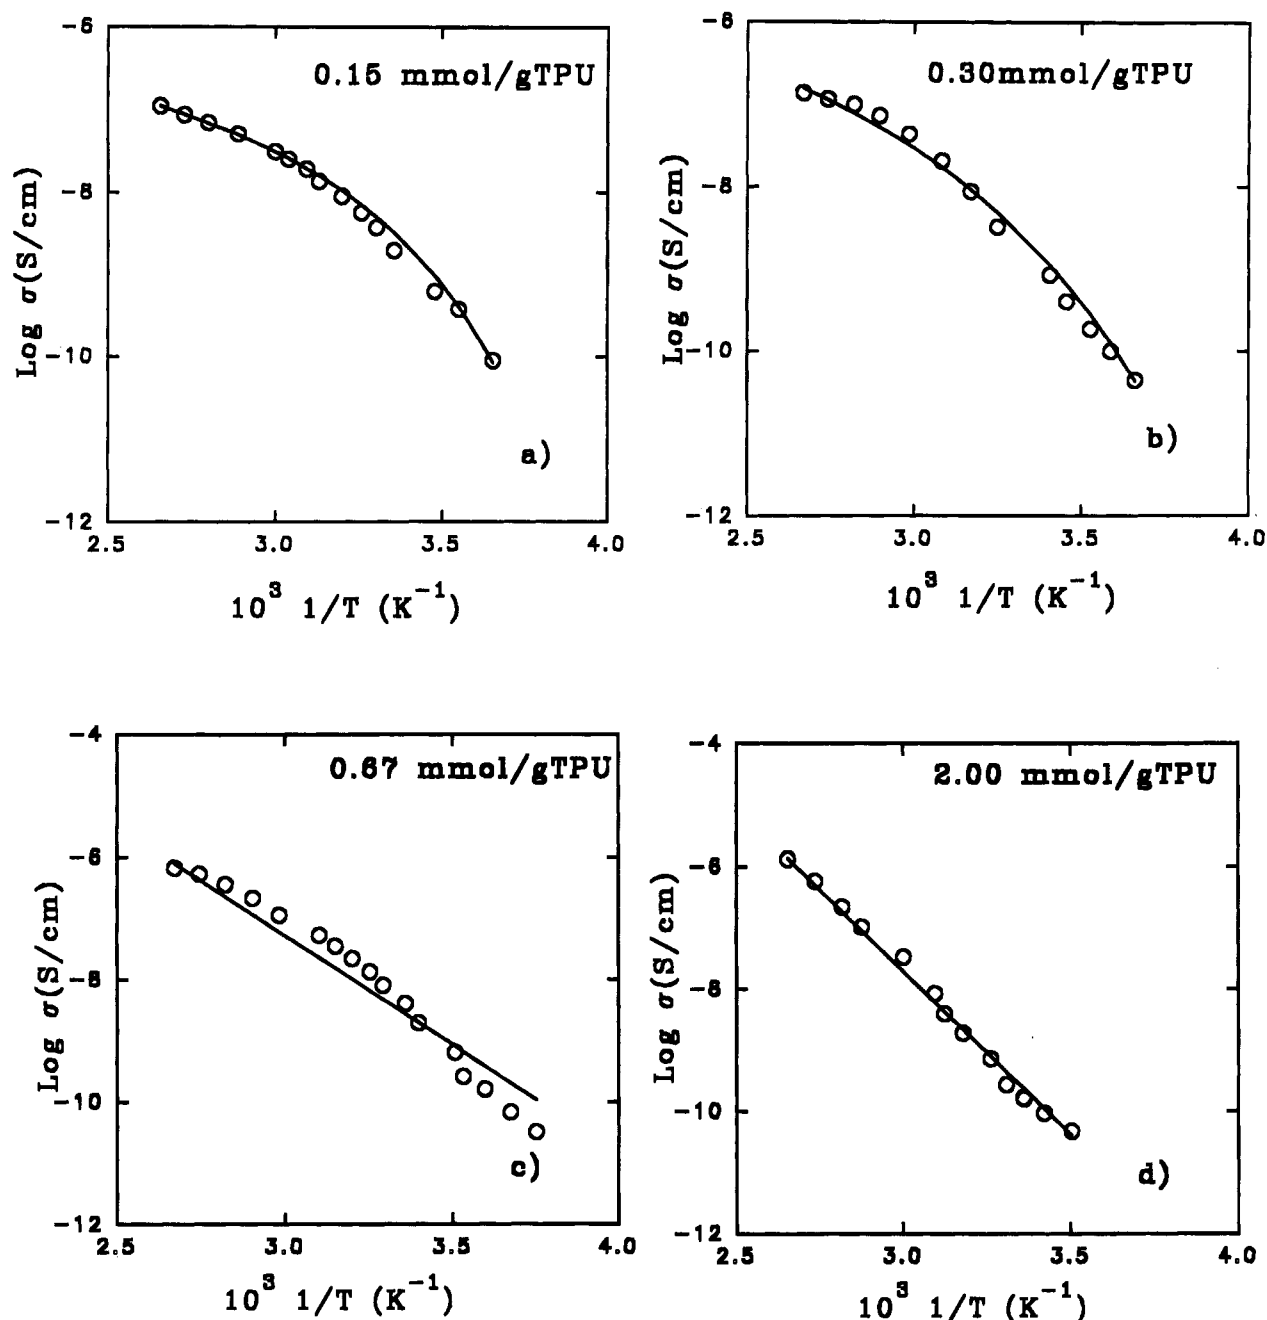 -6
0.15 mmol/gTPU
-8
-10
-12
Log σ(S/cm)
a)
2.5 3.0 3.5 4.0
10³ 1/T (K⁻¹)
-6
0.30mmol/gTPU
-8
-10
-12
Log σ(S/cm)
b)
2.5 3.0 3.5 4.0
10³ 1/T (K⁻¹)
-4
0.67 mmol/gTPU
-6
-8
-10
-12
Log σ(S/cm)
c)
2.5 3.0 3.5 4.0
10³ 1/T (K⁻¹)
-4
2.00 mmol/gTPU
-6
-8
-10
-12
Log σ(S/cm)
d)
2.5 3.0 3.5 4.0
10³ 1/T (K⁻¹)